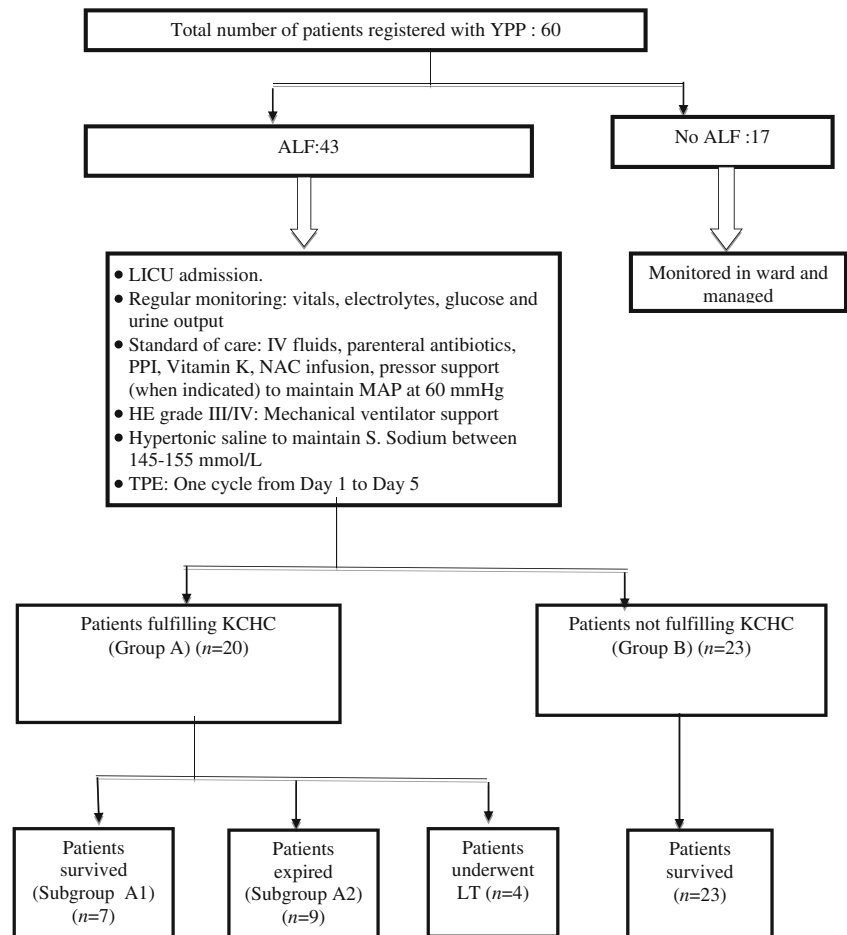 Total number of patients registered with YPP : 60
ALF:43
No ALF :17
• LICU admission.
• Regular monitoring: vitals, electrolytes, glucose and
urine output
• Standard of care: IV fluids, parenteral antibiotics,
PPI, Vitamin K, NAC infusion, pressor support
(when indicated) to maintain MAP at 60 mmHg
• HE grade III/IV: Mechanical ventilator support
• Hypertonic saline to maintain S. Sodium between
145-155 mmol/L
• TPE: One cycle from Day 1 to Day 5
Monitored in ward and
managed
Patients fulfilling KCHC
(Group A) (n=20)
Patients not fulfilling KCHC
(Group B) (n=23)
Patients
survived
(Subgroup A1)
(n=7)
Patients
expired
(Subgroup A2)
(n=9)
Patients
underwent
LT (n=4)
Patients
survived
(n=23)